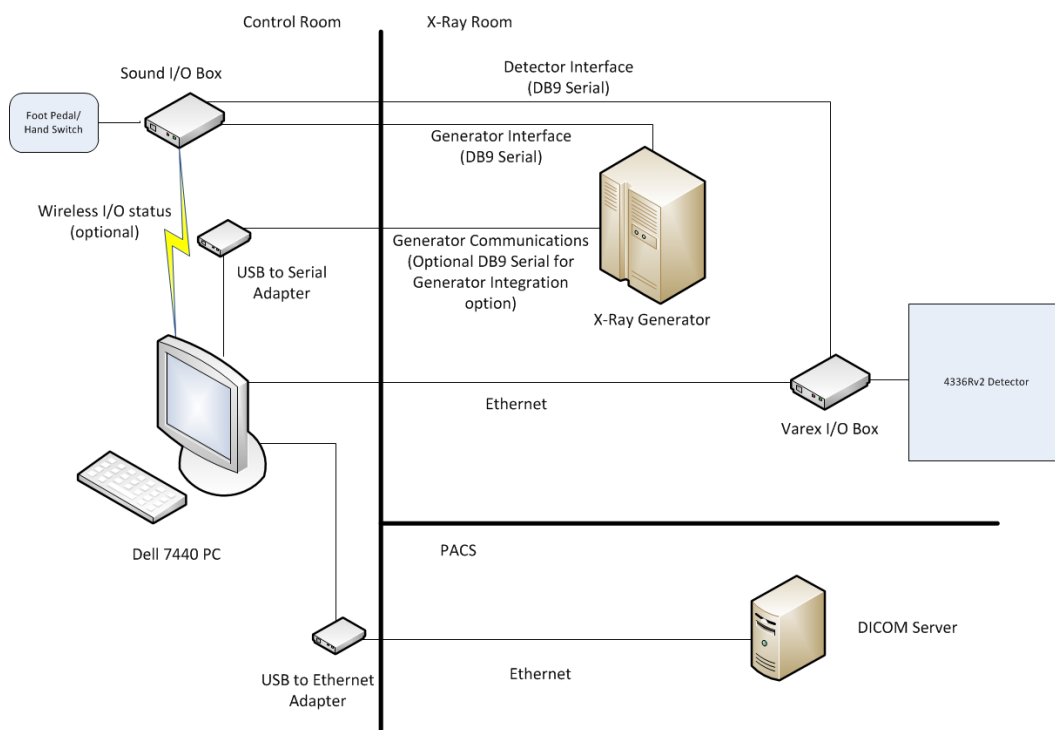 Control Room
X-Ray Room
Sound I/O Box
Foot Pedal/
Hand Switch
Detector Interface
(DB9 Serial)
Generator Interface
(DB9 Serial)
Wireless I/O status
(optional)
USB to Serial
Adapter
Generator Communications
(Optional DB9 Serial for
Generator Integration
option)
X-Ray Generator
4336Rv2 Detector
Ethernet
Varex I/O Box
Dell 7440 PC
PACS
DICOM Server
USB to Ethernet
Adapter
Ethernet